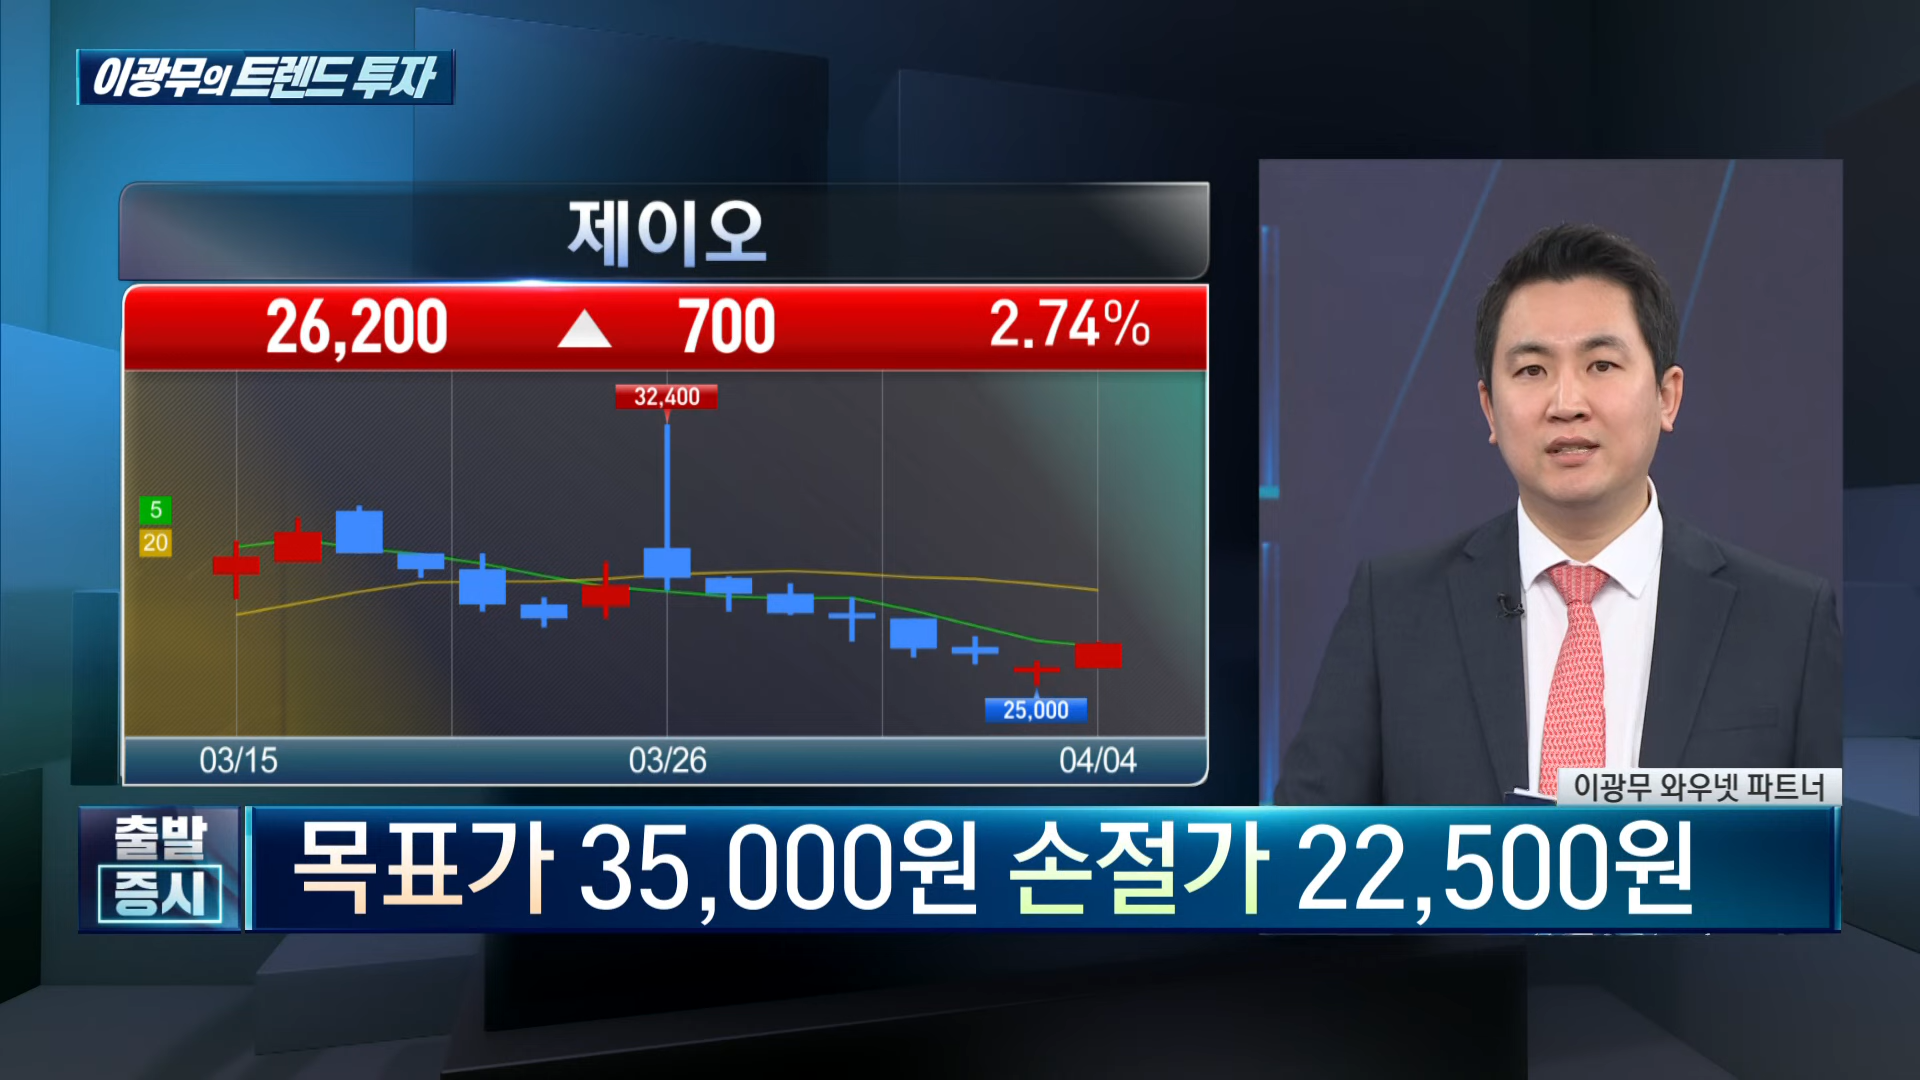 이광무의 트렌드 투자
제이오
26,200 ▲ 700 2.74%
32,400
5
20
25,000
03/15 03/26 04/04
이광무 와우넷 파트너
출발
증시
목표가 35,000원 손절가 22,500원